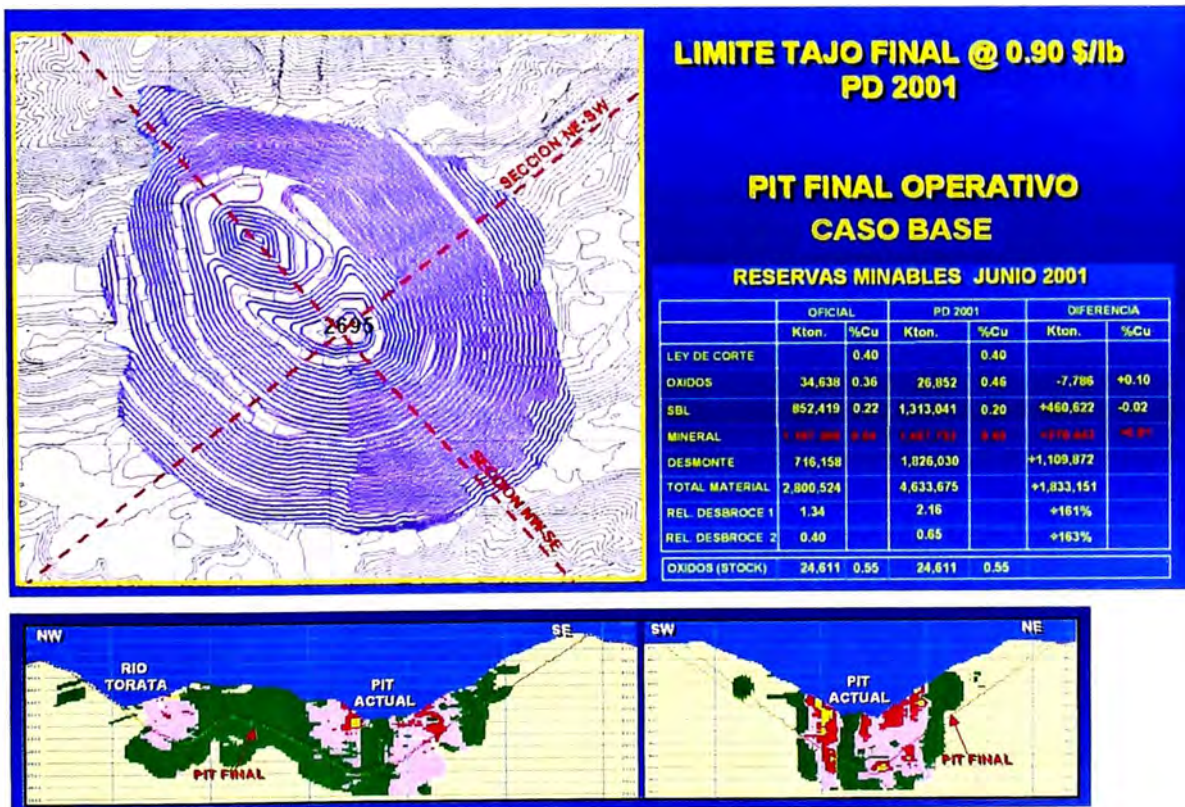 LIMITE TAJO FINAL @ 0.90 $/lb
PD 2001
PIT FINAL OPERATIVO
CASO BASE
SECCION NE-SW
2695
SECCION NW-SE
RESERVAS MINABLES JUNIO 2001
OFICIAL PD 2001 DIFERENCIA
Kton. %Cu Kton. %Cu Kton. %Cu
LEY DE CORTE 0.40 0.40
OXIDOS 34,638 0.36 26,852 0.46 -7,786 +0.10
SBL 852,419 0.22 1,313,041 0.20 +460,622 -0.02
MINERAL
DESMONTE 716,158 1,826,030 +1,109,872
TOTAL MATERIAL 2,800,524 4,633,675 +1,833,151
REL. DESBROCE 1 1.34 2.16 +161%
REL. DESBROCE 2 0.40 0.65 +163%
OXIDOS (STOCK) 24,611 0.55 24,611 0.55
NW SE
RIO
TORATA
PIT
ACTUAL
PIT FINAL
SW NE
PIT
ACTUAL
PIT FINAL